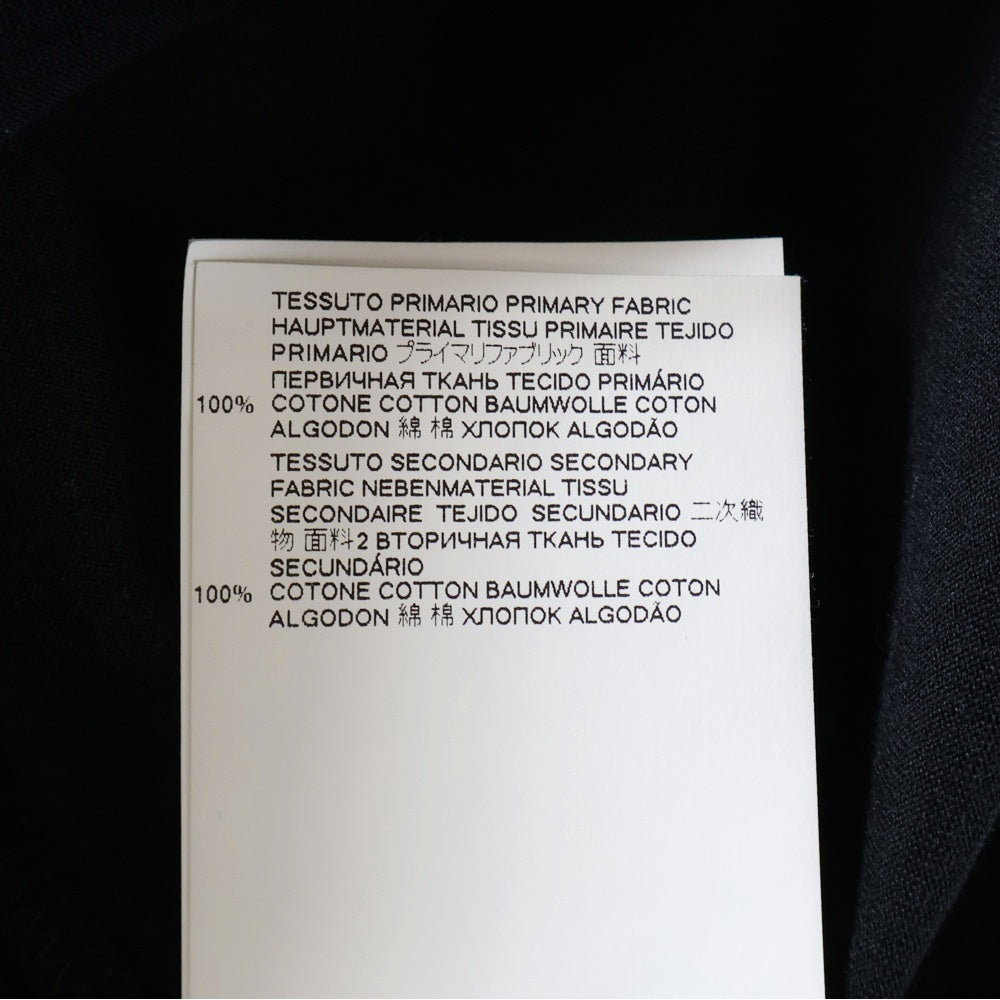 TESSUTO PRIMARIO PRIMARY FABRIC
HAUPTMATERIAL TISSU PRIMAIRE TEJIDO
PRIMARIO プライマリファブリック 面料
ПЕРВИЧНАЯ ТКАНЬ TECIDO PRIMÁRIO
100% COTONE COTTON BAUMWOLLE COTON
ALGODON 綿 棉 ХЛОПОК ALGODÃO
TESSUTO SECONDARIO SECONDARY
FABRIC NEBENMATERIAL TISSU
SECONDAIRE TEJIDO SECUNDARIO 二次織
物 面料2 ВТОРИЧНАЯ ТКАНЬ TECIDO
SECUNDÁRIO
100% COTONE COTTON BAUMWOLLE COTON
ALGODON 綿 棉 ХЛОПОК ALGODÃO